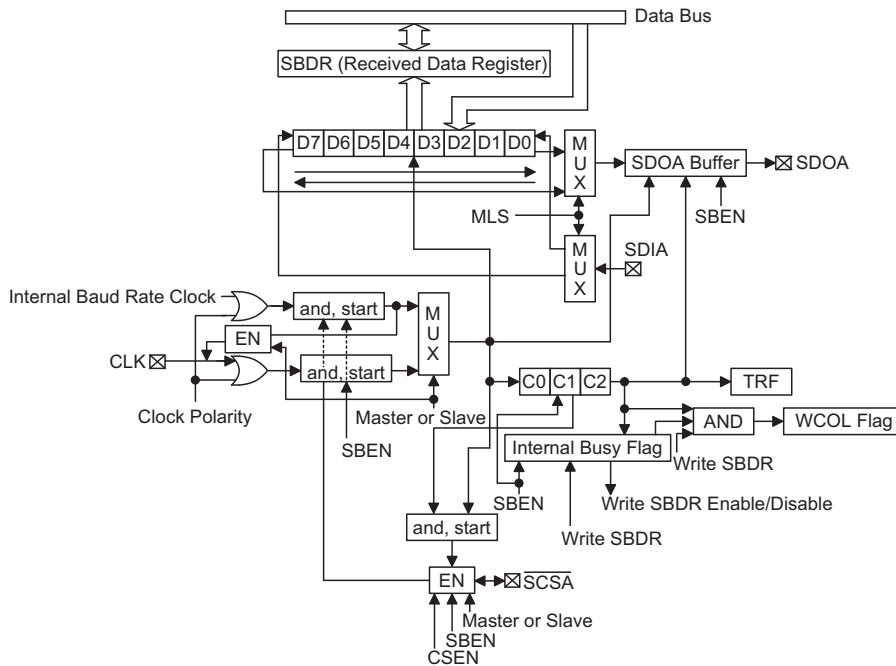 Data Bus
SBDR (Received Data Register)
D7 D6 D5 D4 D3 D2 D1 D0
MUX
SDOA Buffer
SDOA
MLS
SBEN
MUX
SDIA
Internal Baud Rate Clock
and, start
MUX
EN
CLK
and, start
C0 C1 C2
TRF
Clock Polarity
Master or Slave
AND
WCOL Flag
SBEN
Internal Busy Flag
Write SBDR
SBEN
Write SBDR Enable/Disable
and, start
Write SBDR
EN
SCSA
Master or Slave
SBEN
CSEN